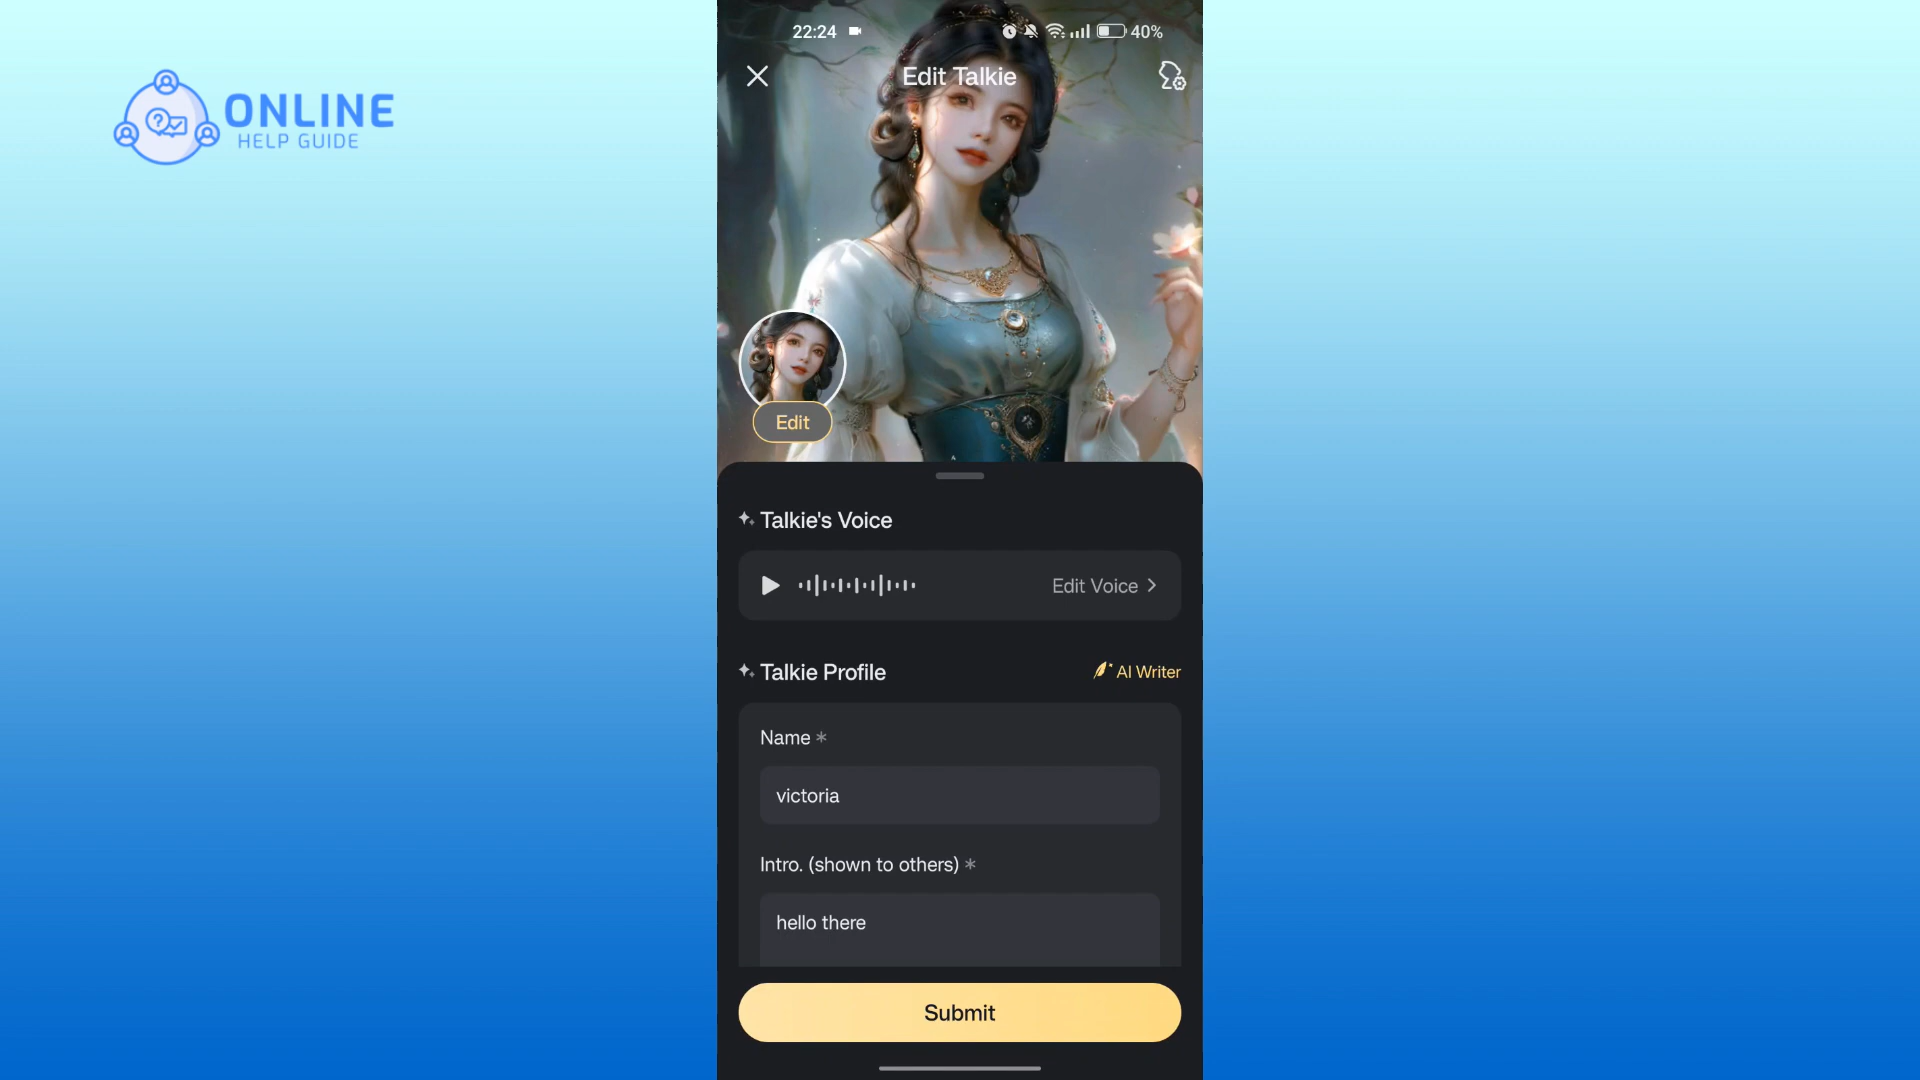 ONLINE
HELP GUIDE
22:24
40%
Edit Talkie
Edit
Talkie's Voice
Edit Voice
Talkie Profile
AI Writer
Name *
victoria
Intro. (shown to others) *
hello there
Submit